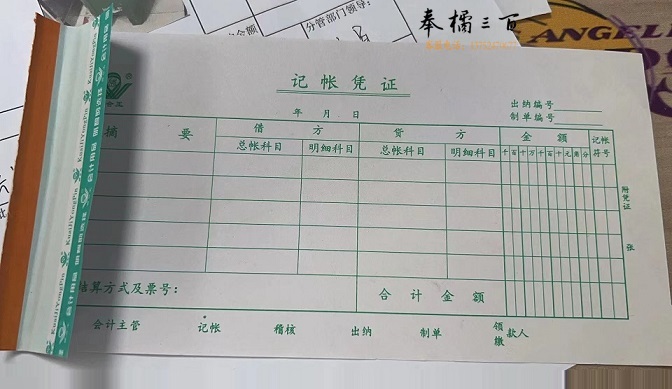 奉橘三百
分管部门领导:
金额
ANGEL
记帐凭证
出纳编号
制单编号
年 月 日
摘要 借方 贷方 金额 记帐符号
总帐科目 明细科目 总帐科目 明细科目 千百十万千百十元角分
附凭证 张
结算方式及票号: 合计金额
会计主管 记帐 稽核 出纳 制单 领缴款人